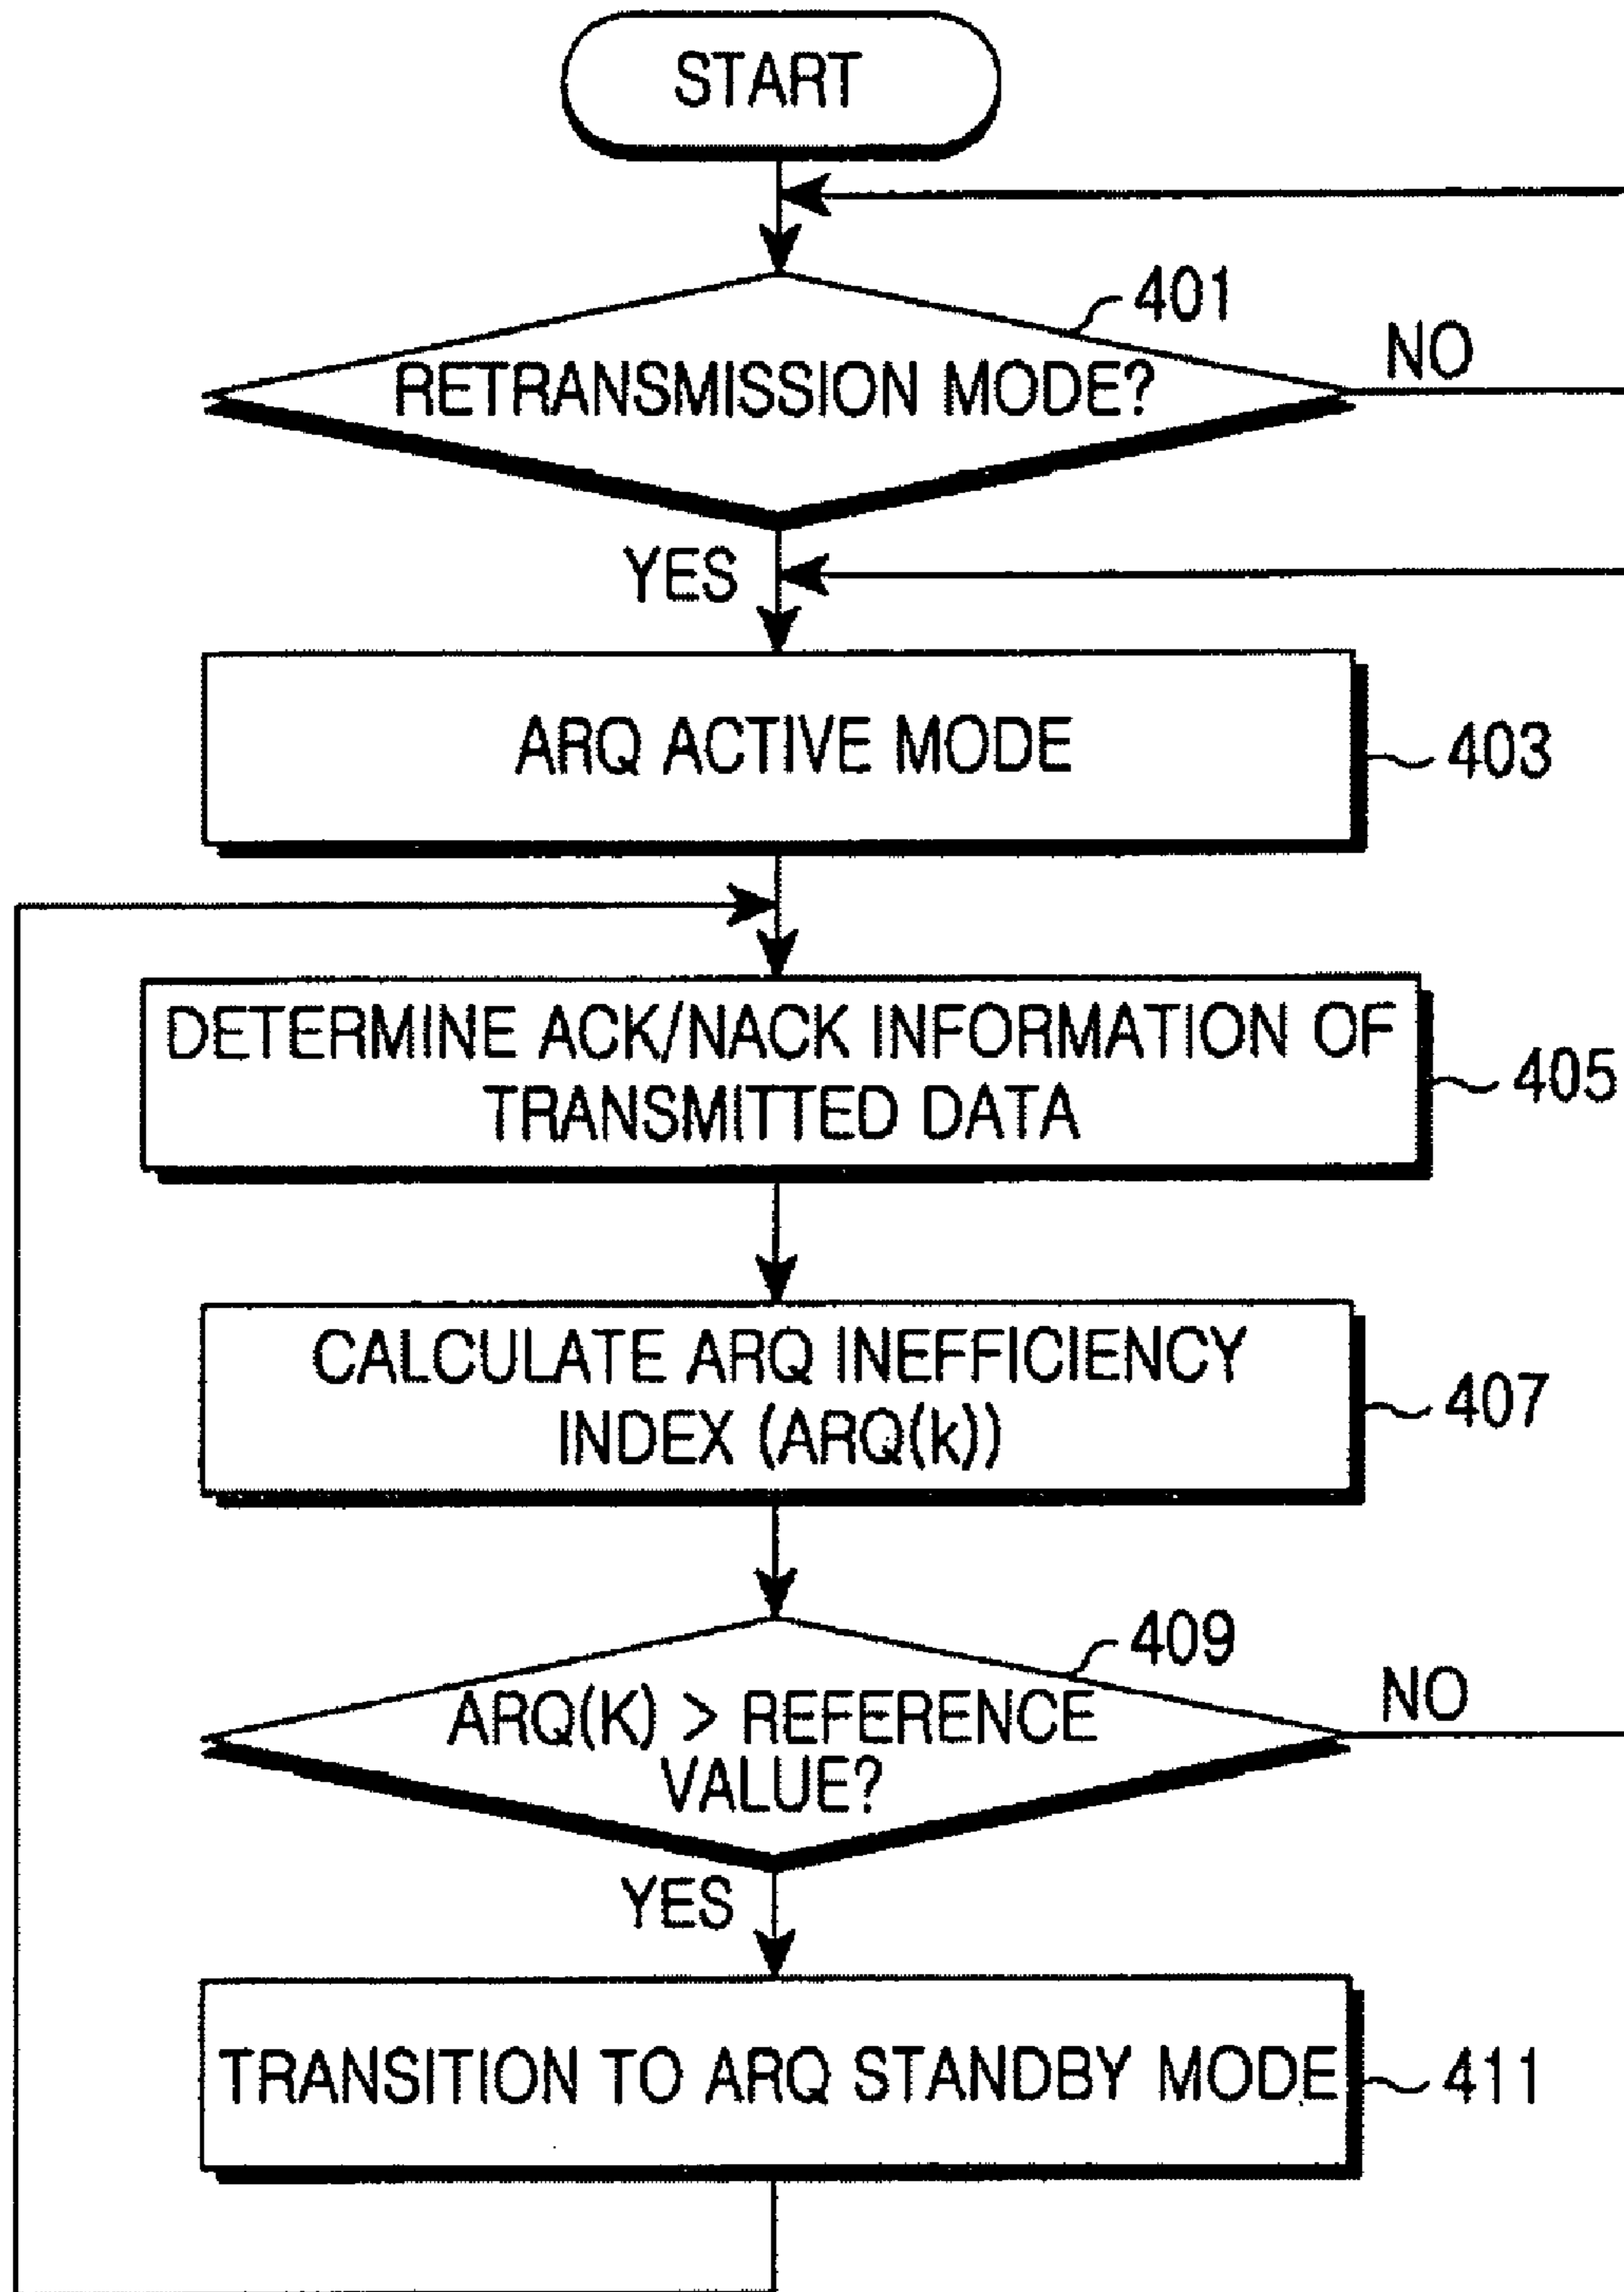 START
401
RETRANSMISSION MODE?
NO
YES
ARQ ACTIVE MODE
403
DETERMINE ACK/NACK INFORMATION OF
TRANSMITTED DATA
405
CALCULATE ARQ INEFFICIENCY
INDEX (ARQ(k))
407
409
ARQ(K) > REFERENCE
VALUE?
NO
YES
TRANSITION TO ARQ STANDBY MODE
411